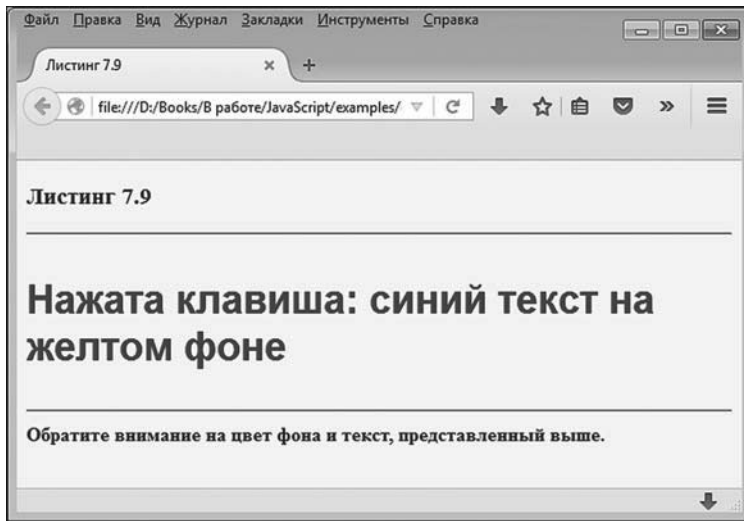 Файл Правка Вид Журнал Закладки Инструменты Справка
Листинг 7.9
file:///D:/Books/В работе/JavaScript/examples/
Листинг 7.9
Нажата клавиша: синий текст на
желтом фоне
Обратите внимание на цвет фона и текст, представленный выше.